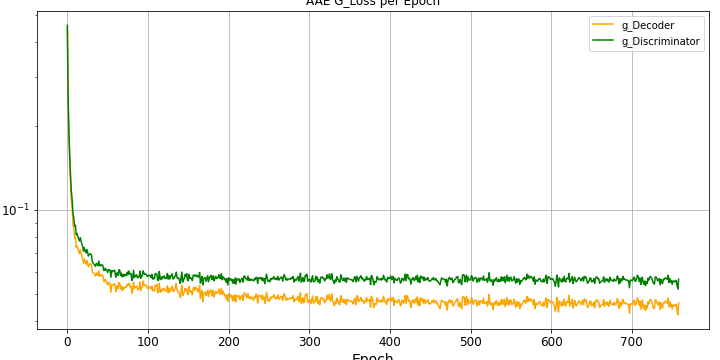 AAE G_Loss per Epoch
g_Decoder
g_Discriminator
10⁻¹
0 100 200 300 400 500 600 700
Epoch